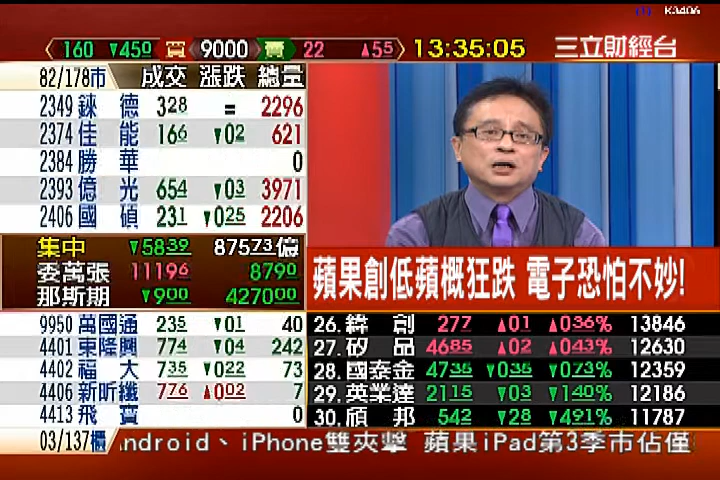 K3406
160 ▼450 買 9000 賣 22 ▲55 13:35:05 三立財經台
82/178市 成交 漲跌 總量
2349 錸德 328 = 2296
2374 佳能 166 ▼02 621
2384 勝華 0
2393 億光 654 ▼03 3971
2406 國碩 231 ▼025 2206
集中 ▼5839 87573億
委萬張 11196 8790
那斯期 ▼900 427000
蘋果創低蘋概狂跌 電子恐怕不妙!
9950 萬國通 235 ▼01 40
4401 東隆興 774 ▼04 242
4402 福大 735 ▼022 73
4406 新昕纖 776 ▲002 7
4413 飛寶 0
26. 緯創 277 ▲01 ▲036% 13846
27. 矽品 4685 ▲02 ▲043% 12630
28. 國泰金 4735 ▼035 ▼073% 12359
29. 英業達 2115 ▼03 ▼140% 12186
30. 頎邦 542 ▼28 ▼491% 11787
03/137櫃 ndroid、iPhone雙夾擊 蘋果iPad第3季市佔僅